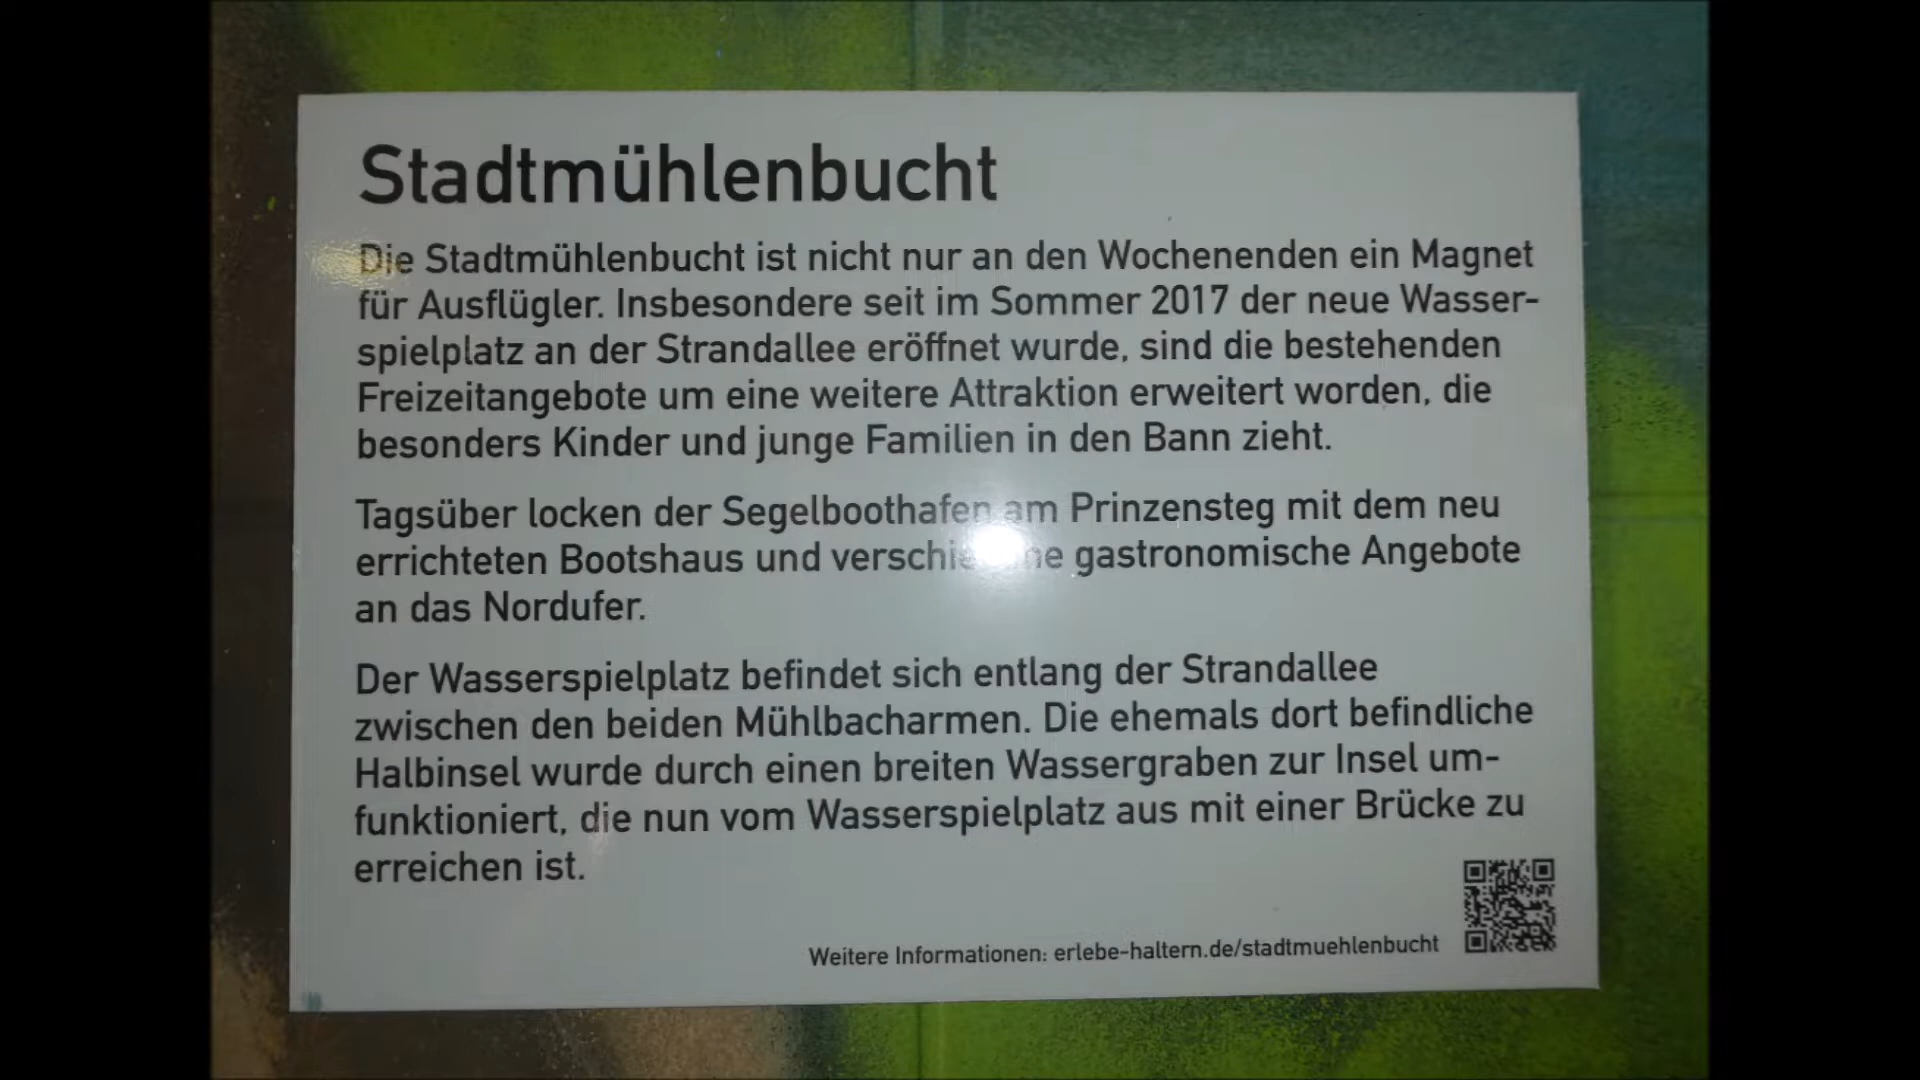 Stadtmühlenbucht
Die Stadtmühlenbucht ist nicht nur an den Wochenenden ein Magnet
für Ausflügler. Insbesondere seit im Sommer 2017 der neue Wasser-
spielplatz an der Strandallee eröffnet wurde, sind die bestehenden
Freizeitangebote um eine weitere Attraktion erweitert worden, die
besonders Kinder und junge Familien in den Bann zieht.
Tagsüber locken der Segelboothafen am Prinzensteg mit dem neu
errichteten Bootshaus und gastronomische Angebote
an das Nordufer.
Der Wasserspielplatz befindet sich entlang der Strandallee
zwischen den beiden Mühlbacharmen. Die ehemals dort befindliche
Halbinsel wurde durch einen breiten Wassergraben zur Insel um-
funktioniert, die nun vom Wasserspielplatz aus mit einer Brücke zu
erreichen ist.
Weitere Informationen: erlebe-haltern.de/stadtmuehlenbucht